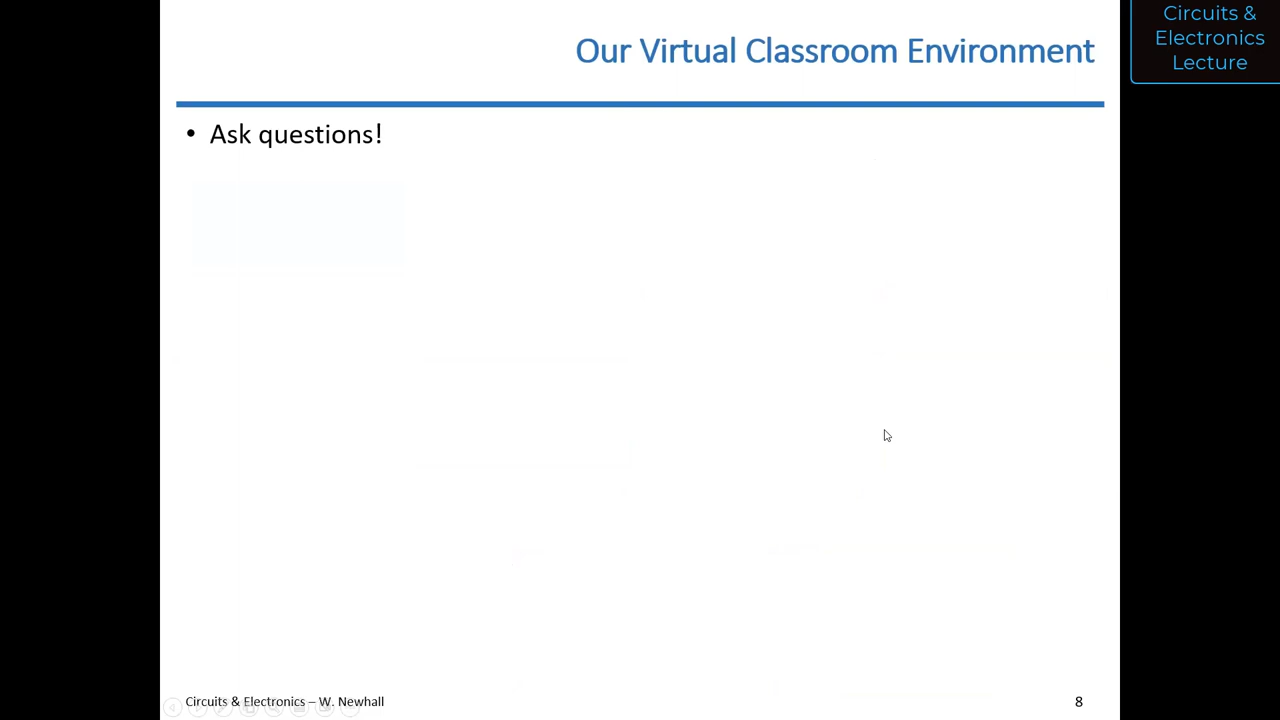 Circuits &
Electronics
Lecture
Our Virtual Classroom Environment
• Ask questions!
Circuits & Electronics – W. Newhall
8